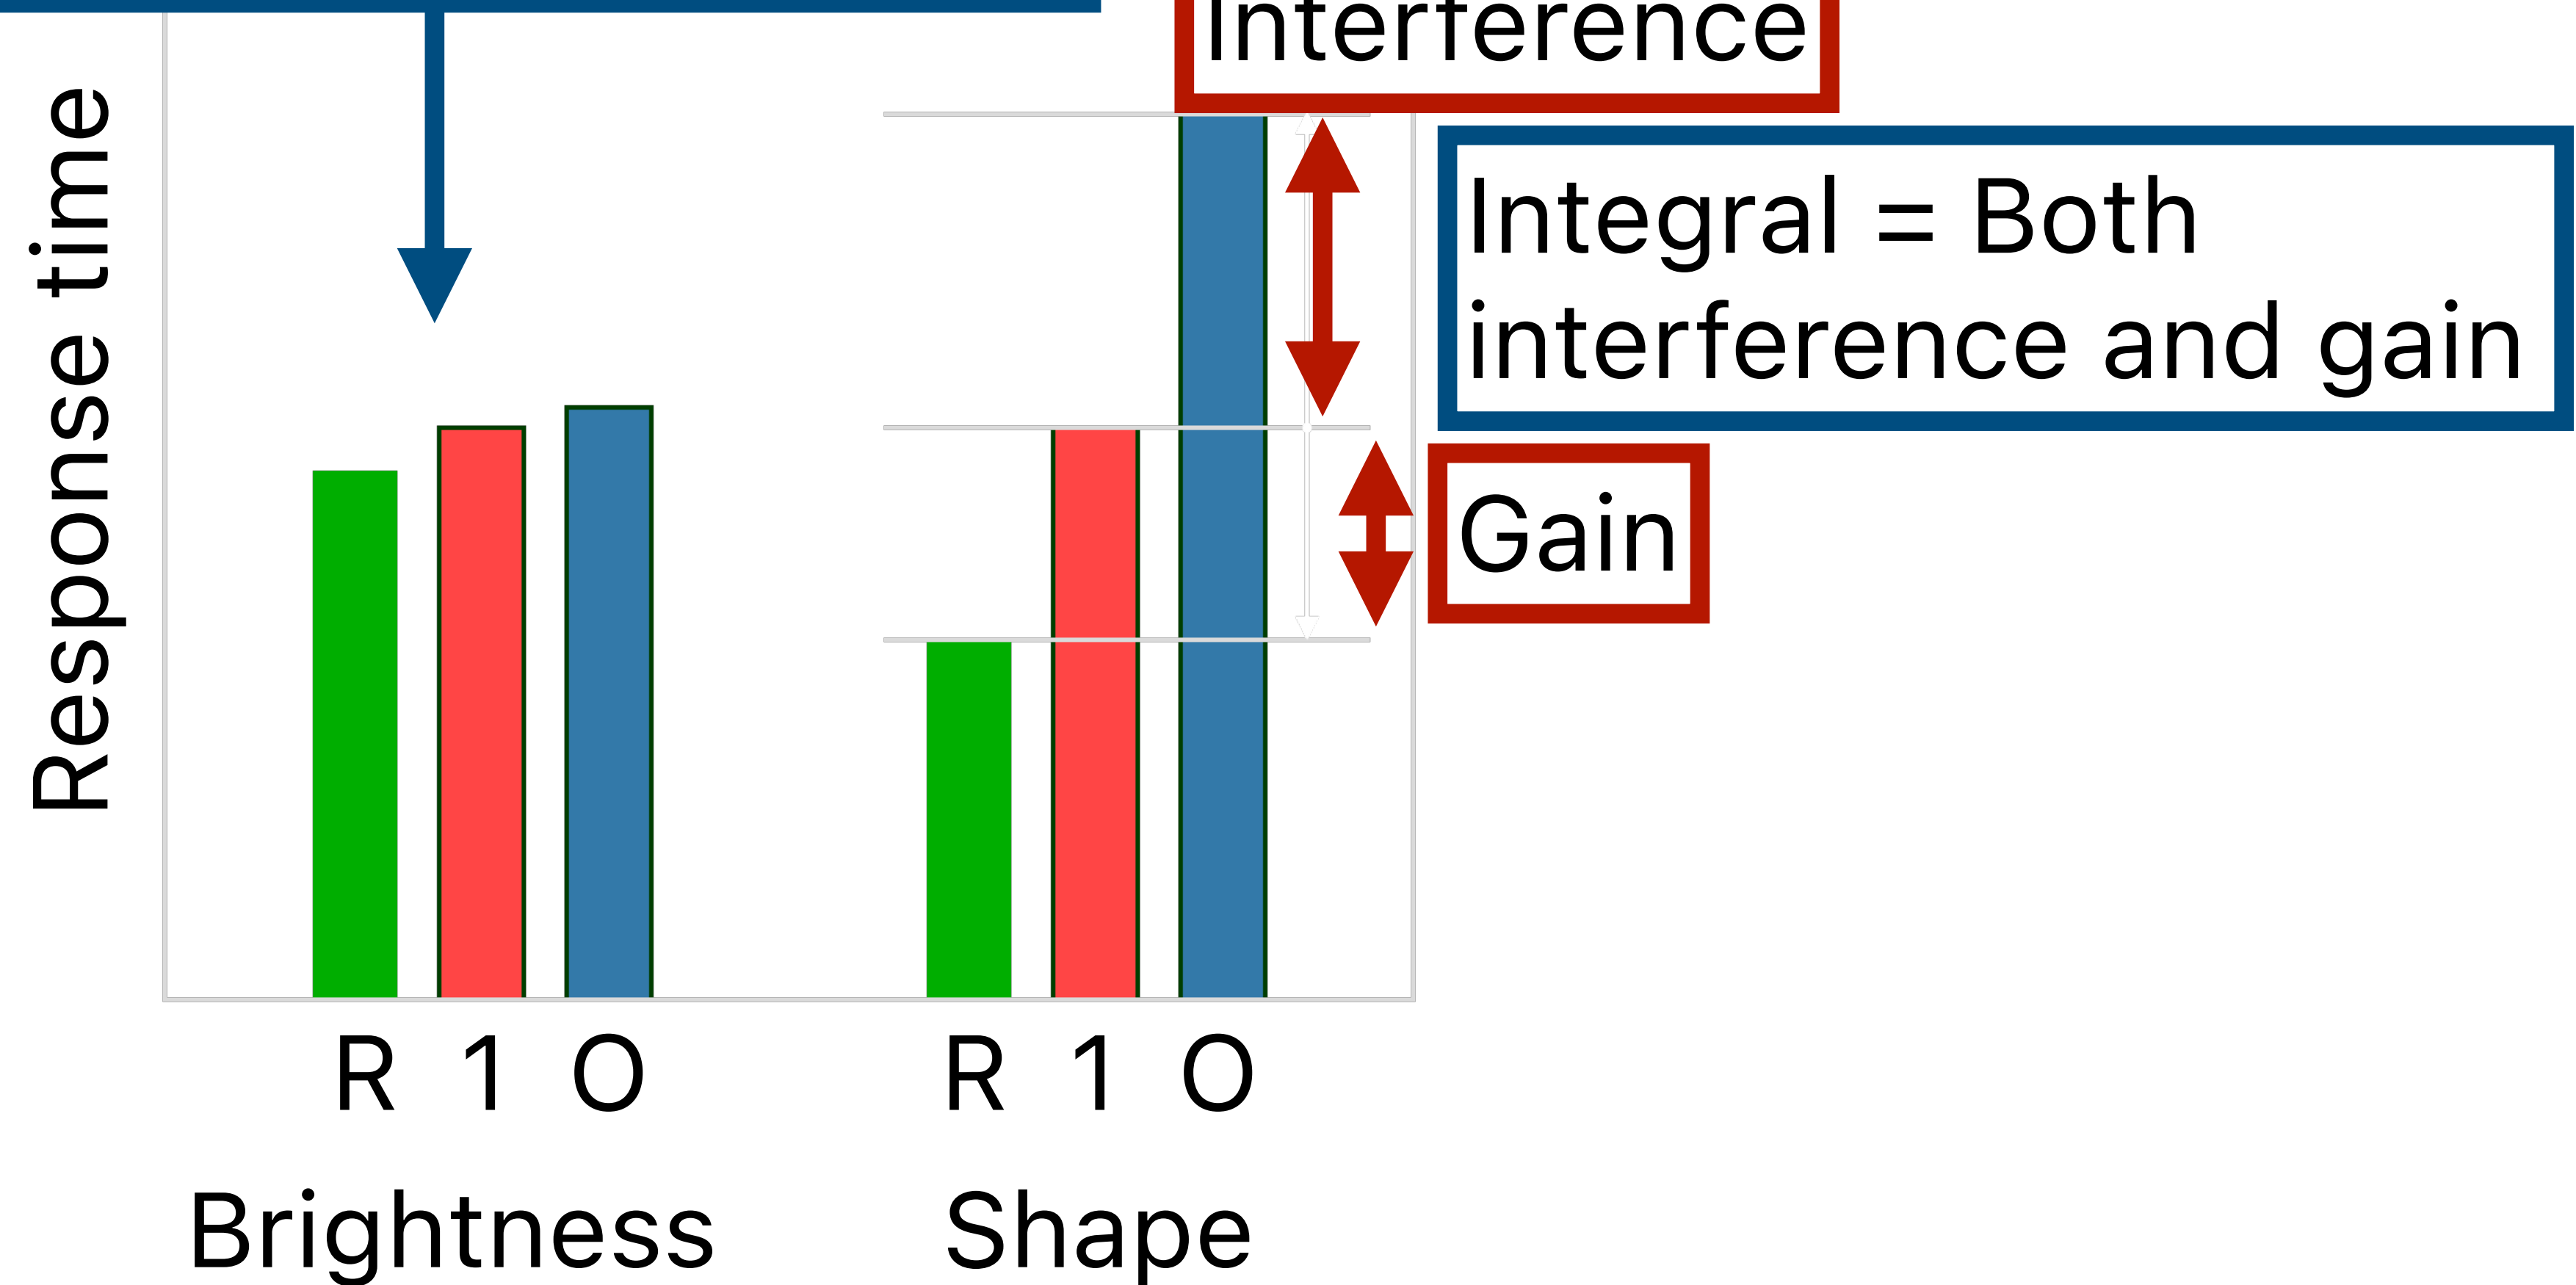 Interference
Response time
Integral = Both
interference and gain
Gain
R 1 O
R 1 O
Brightness
Shape